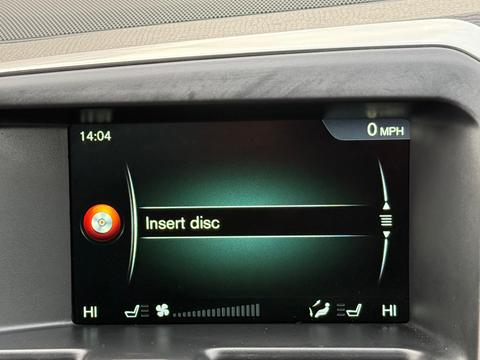 14:04
0 MPH
Insert disc
HI
HI